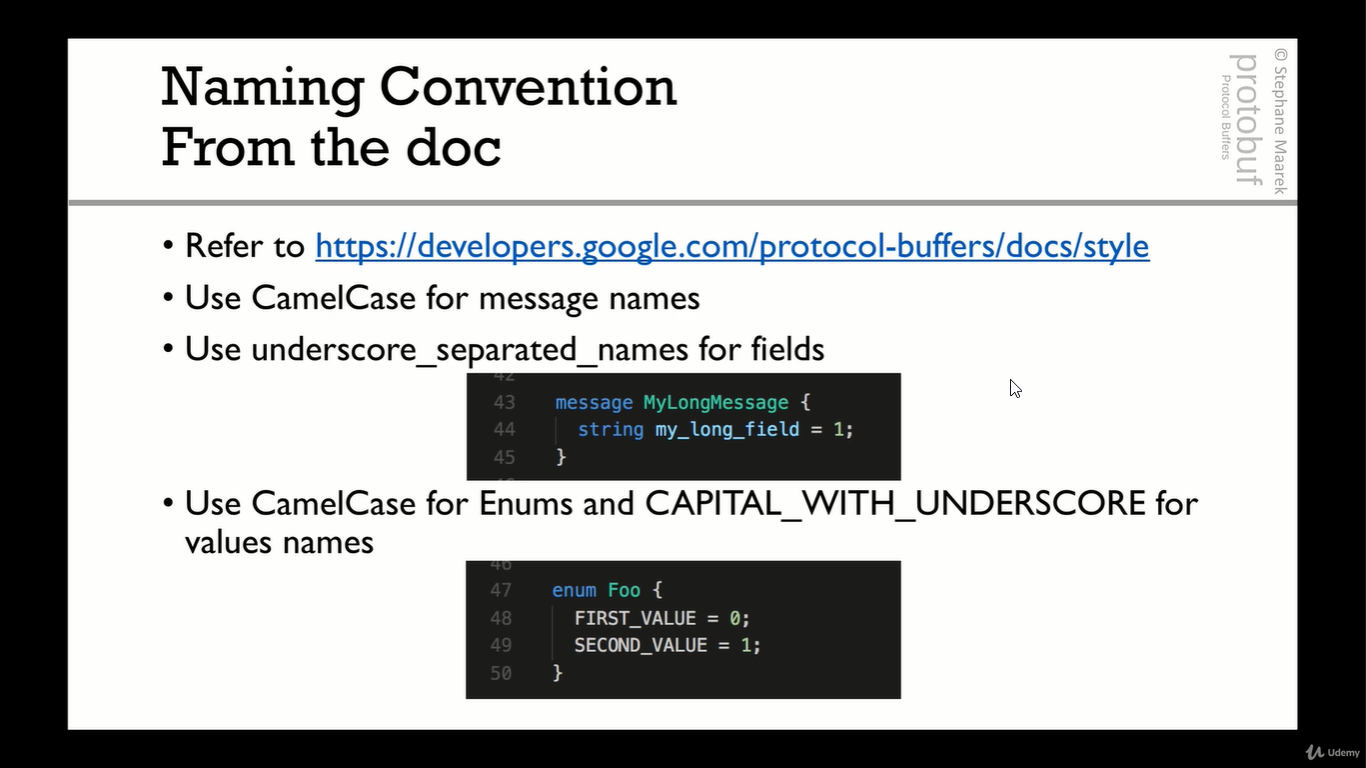 Naming Convention
From the doc
© Stephane Maarek
protobuf
Protocol Buffers
• Refer to https://developers.google.com/protocol-buffers/docs/style
• Use CamelCase for message names
• Use underscore_separated_names for fields
42
43 message MyLongMessage {
44 string my_long_field = 1;
45 }
• Use CamelCase for Enums and CAPITAL_WITH_UNDERSCORE for
values names
46
47 enum Foo {
48 FIRST_VALUE = 0;
49 SECOND_VALUE = 1;
50 }
Udemy